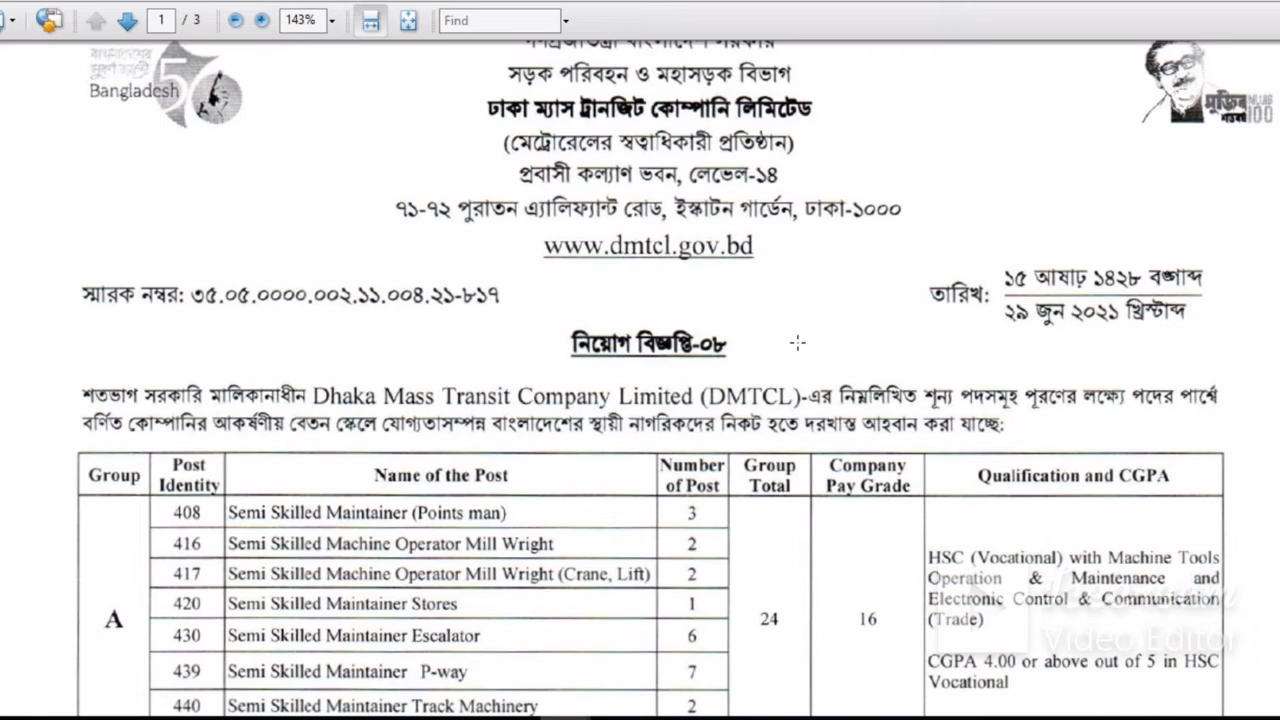 1 / 3
143%
Find
সড়ক পরিবহন ও মহাসড়ক বিভাগ
Bangladesh 50
ঢাকা ম্যাস ট্রানজিট কোম্পানি লিমিটেড
(মেট্রোরেলের স্বত্বাধিকারী প্রতিষ্ঠান)
প্রবাসী কল্যাণ ভবন, লেভেল-১৪
৭১-৭২ পুরাতন এ্যালিফ্যান্ট রোড, ইস্কাটন গার্ডেন, ঢাকা-১০০০
www.dmtcl.gov.bd
মুজিব
100
স্মারক নম্বর: ৩৫.০৫.০০০০.০০২.১১.০০৪.২১-৮১৭
তারিখ:
১৫ আষাঢ় ১৪২৮ বঙ্গাব্দ
২৯ জুন ২০২১ খ্রিস্টাব্দ
নিয়োগ বিজ্ঞপ্তি-০৮
শতভাগ সরকারি মালিকানাধীন Dhaka Mass Transit Company Limited (DMTCL)-এর নিম্নলিখিত শূন্য পদসমূহ পূরণের লক্ষ্যে পদের পার্শ্বে
বর্ণিত কোম্পানির আকর্ষণীয় বেতন স্কেলে যোগ্যতাসম্পন্ন বাংলাদেশের স্থায়ী নাগরিকদের নিকট হতে দরখাস্ত আহবান করা যাচ্ছে:
Group Post Identity Name of the Post Number of Post Group Total Company Pay Grade Qualification and CGPA
408 Semi Skilled Maintainer (Points man) 3
416 Semi Skilled Machine Operator Mill Wright 2
417 Semi Skilled Machine Operator Mill Wright (Crane, Lift) 2
420 Semi Skilled Maintainer Stores 1
A
430 Semi Skilled Maintainer Escalator 6
439 Semi Skilled Maintainer P-way 7
440 Semi Skilled Maintainer Track Machinery 2
24
16
HSC (Vocational) with Machine Tools
Operation & Maintenance and
Electronic Control & Communication
(Trade)
CGPA 4.00 or above out of 5 in HSC
Vocational
Video Editor